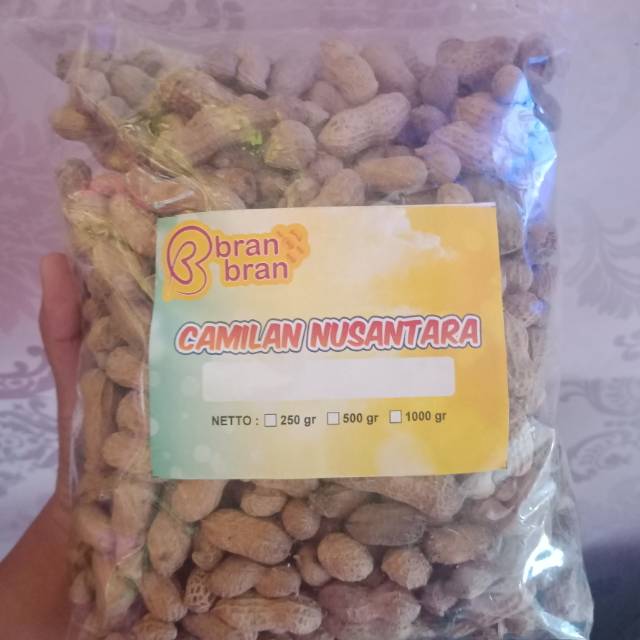 bran
bran
CAMILAN NUSANTARA
NETTO : 250 gr 500 gr 1000 gr